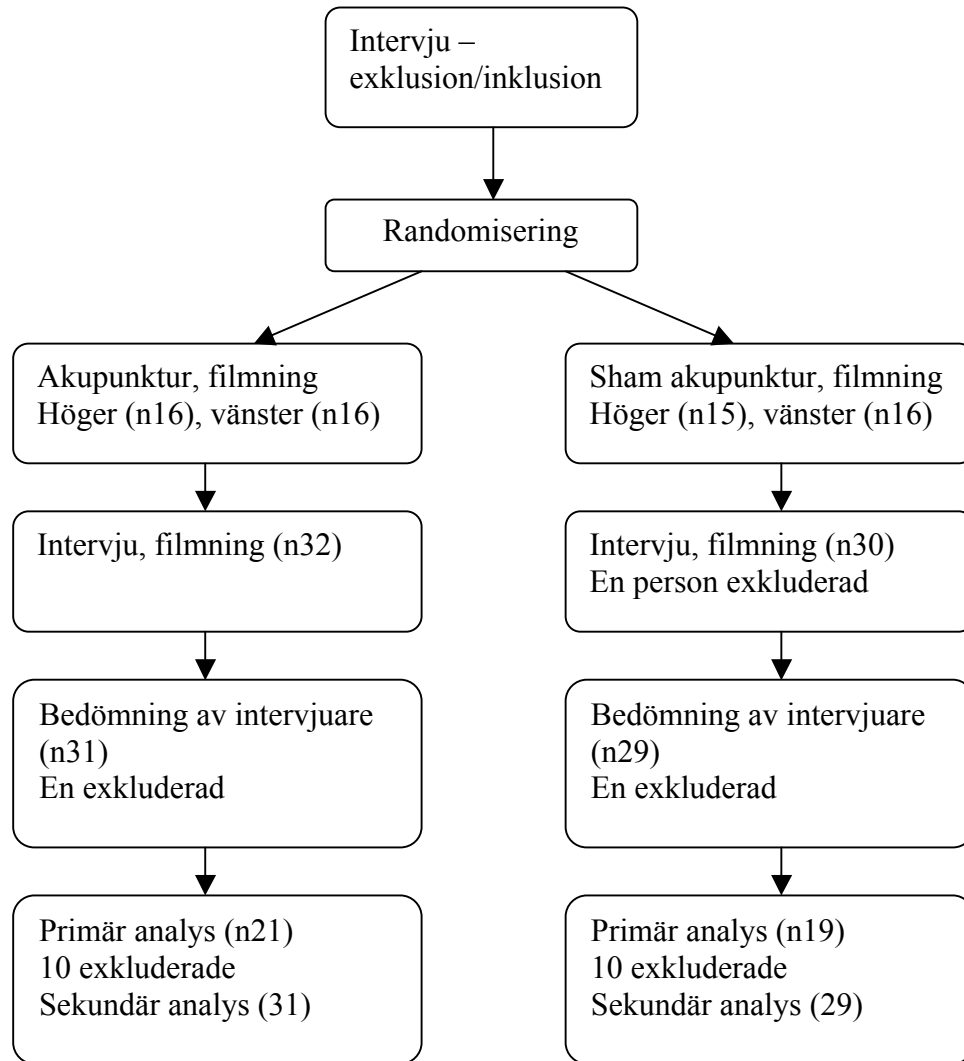 Intervju –
exklusion/inklusion
Randomisering
Akupunktur, filmning
Höger (n16), vänster (n16)
Sham akupunktur, filmning
Höger (n15), vänster (n16)
Intervju, filmning (n32)
Intervju, filmning (n30)
En person exkluderad
Bedömning av intervjuare
(n31)
En exkluderad
Bedömning av intervjuare
(n29)
En exkluderad
Primär analys (n21)
10 exkluderade
Sekundär analys (31)
Primär analys (n19)
10 exkluderade
Sekundär analys (29)